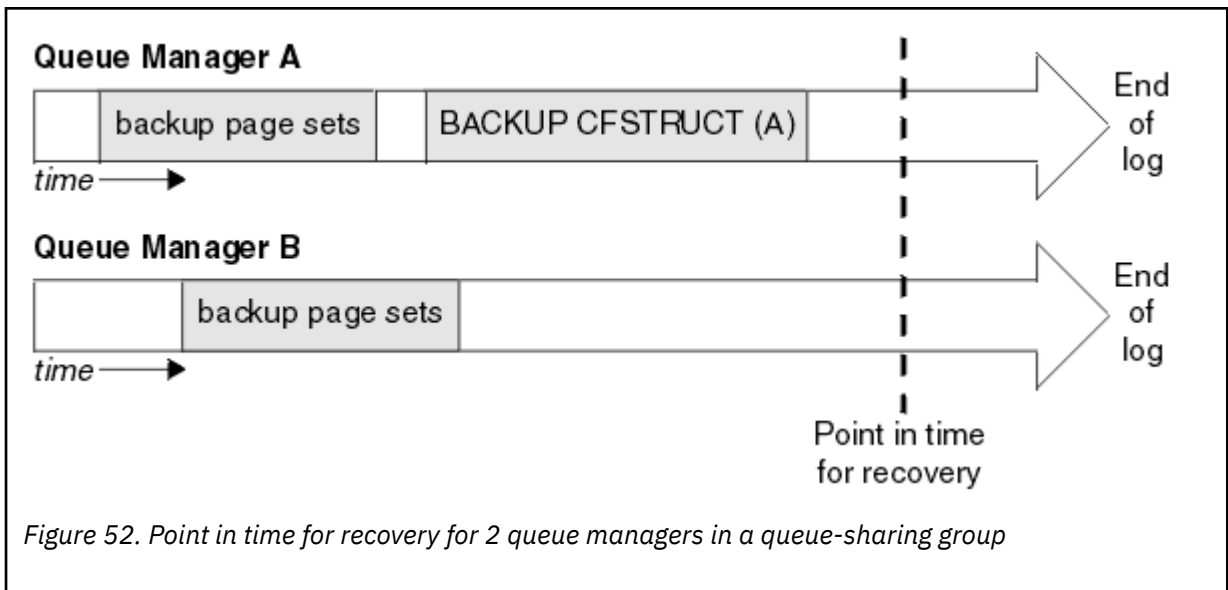 Queue Manager A
backup page sets
BACKUP CFSTRUCT (A)
End
of
log
time
Queue Manager B
backup page sets
End
of
log
time
Point in time
for recovery
Figure 52. Point in time for recovery for 2 queue managers in a queue-sharing group